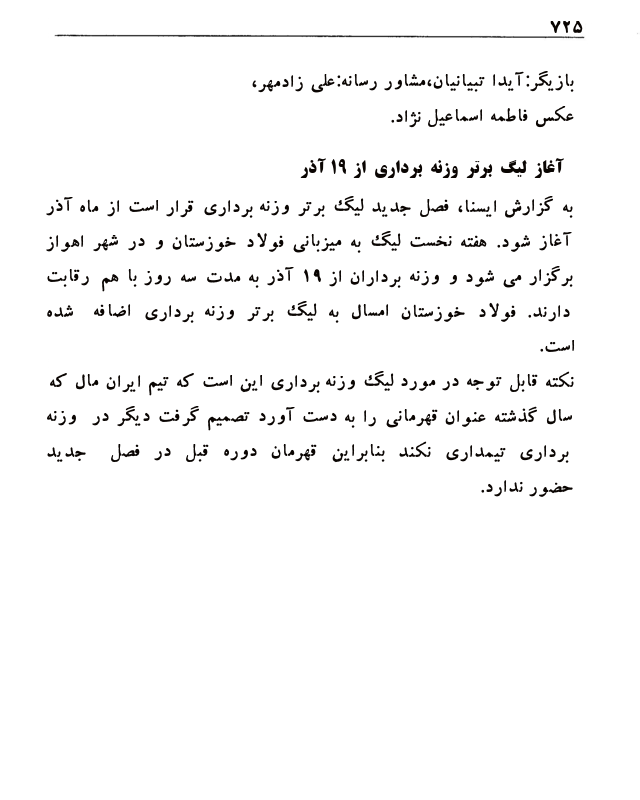 ۷۲۵
بازیگر:آیدا تبیانیان،مشاور رسانه:علی زادمهر،
عکس فاطمه اسماعیل نژاد.
آغاز لیگ برتر وزنه برداری از ۱۹ آذر
به گزارش ایسنا، فصل جدید لیگ برتر وزنه برداری قرار است از ماه آذر
آغاز شود. هفته نخست لیگ به میزبانی فولاد خوزستان و در شهر اهواز
برگزار می شود و وزنه برداران از ۱۹ آذر به مدت سه روز با هم رقابت
دارند. فولاد خوزستان امسال به لیگ برتر وزنه برداری اضافه شده
است.
نکته قابل توجه در مورد لیگ وزنه برداری این است که تیم ایران مال که
سال گذشته عنوان قهرمانی را به دست آورد تصمیم گرفت دیگر در وزنه
برداری تیمداری نکند بنابراین قهرمان دوره قبل در فصل جدید
حضور ندارد.